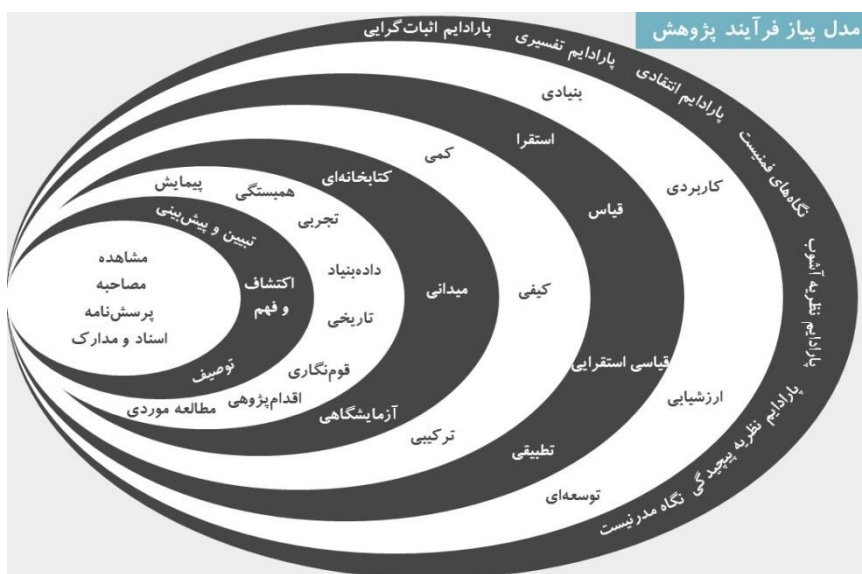 مدل پیاز فرآیند پژوهش
پارادایم اثبات‌گرایی
پارادایم تفسیری
پارادایم انتقادی
نگاه‌های فمنیست
پارادایم نظریه آشوب
پارادایم نظریه پیچیدگی
نگاه مدرنیست
بنیادی
کاربردی
ارزشیابی
توسعه‌ای
استقرا
قیاس
قیاسی استقرایی
تطبیقی
کمی
کیفی
ترکیبی
کتابخانه‌ای
میدانی
آزمایشگاهی
پیمایش
همبستگی
تجربی
داده‌بنیاد
تاریخی
قوم‌نگاری
اقدام‌پژوهی
مطالعه موردی
تبیین و پیش‌بینی
اکتشاف
و فهم
توصیف
مشاهده
مصاحبه
پرسش‌نامه
اسناد و مدارک